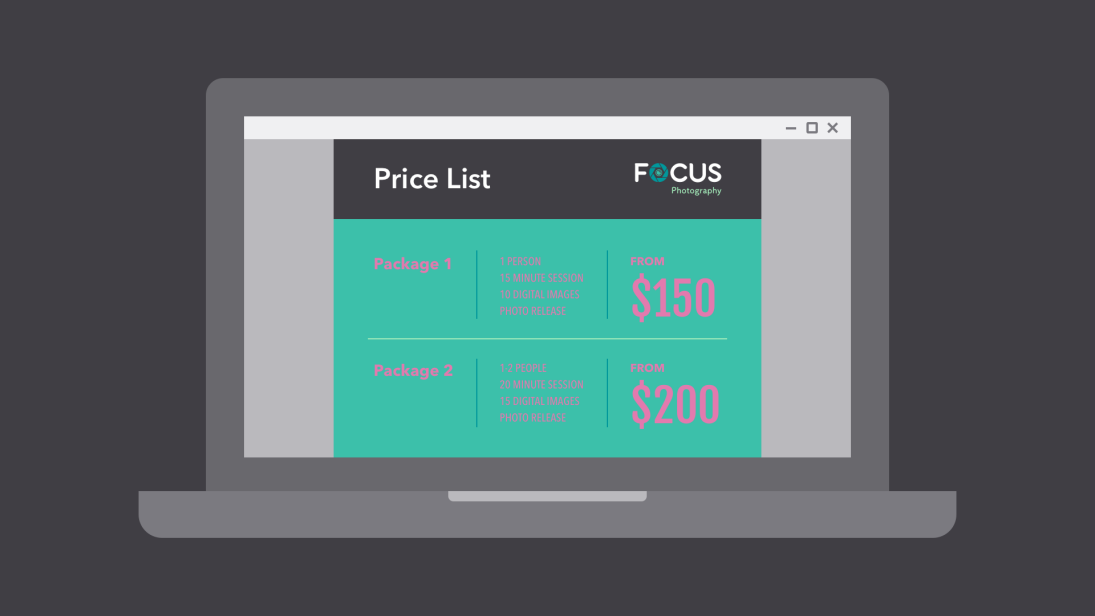 Price List
FOCUS
Photography
Package 1
1 PERSON
15 MINUTE SESSION
10 DIGITAL IMAGES
PHOTO RELEASE
FROM
$150
Package 2
1-2 PEOPLE
20 MINUTE SESSION
15 DIGITAL IMAGES
PHOTO RELEASE
FROM
$200